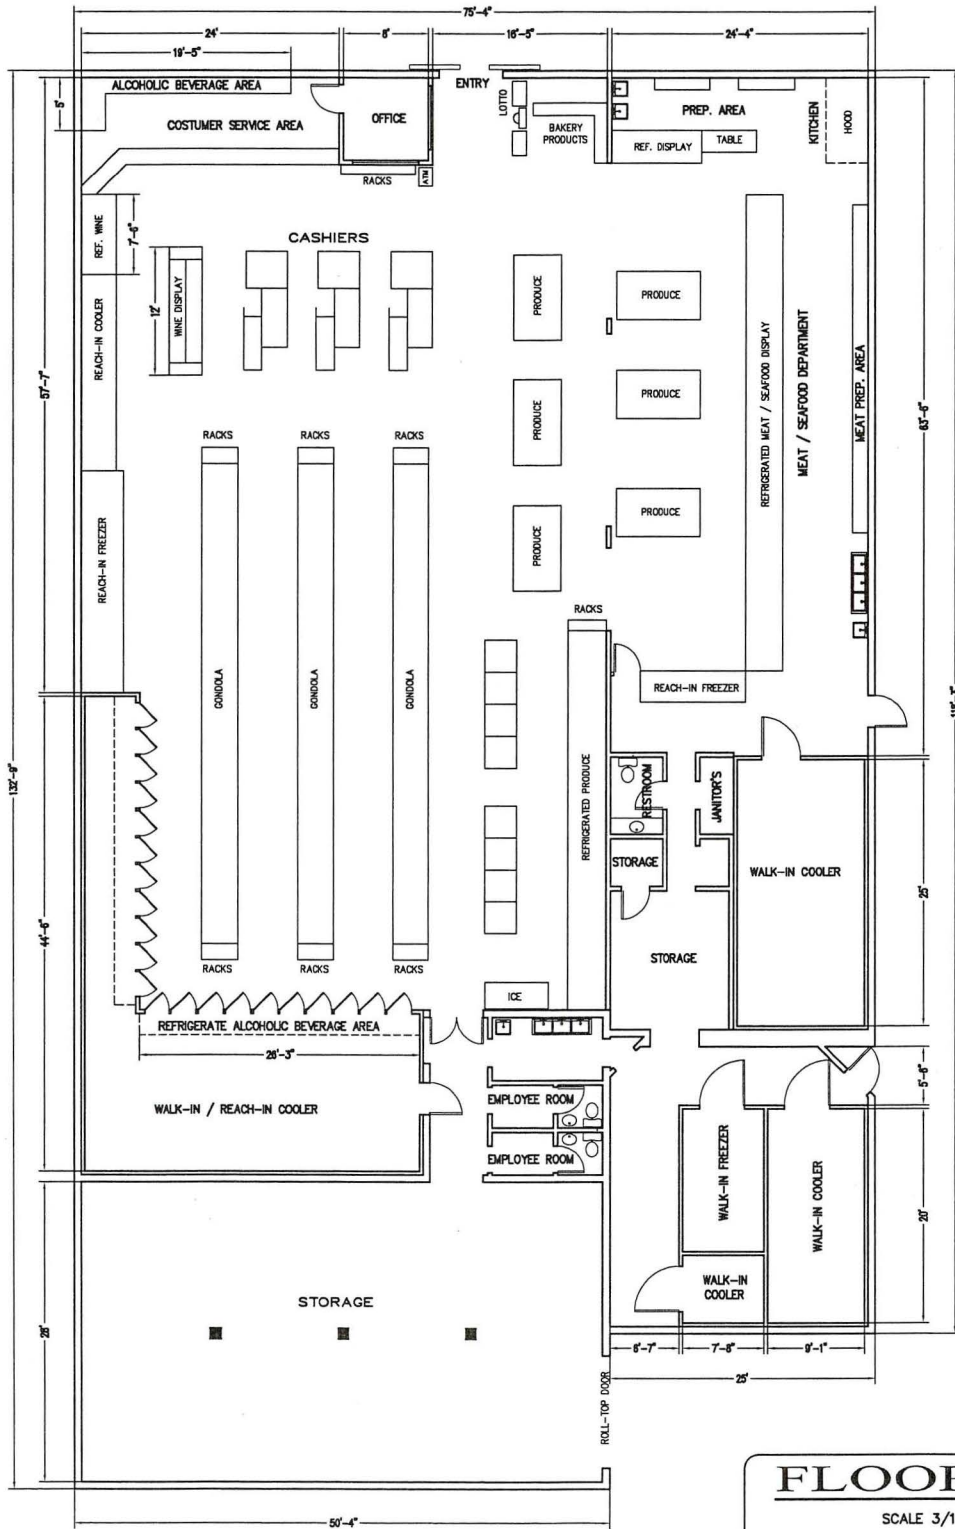 75'-4"
24'
8'
16'-5"
24'-4"
19'-5"
ALCOHOLIC BEVERAGE AREA
5'
COSTUMER SERVICE AREA
OFFICE
ENTRY
LOTTO
BAKERY
PRODUCTS
PREP. AREA
REF. DISPLAY
TABLE
KITCHEN
HOOD
RACKS
ATM
REF. WINE
7'-6"
CASHIERS
12'
WINE DISPLAY
REACH-IN COOLER
57'-7"
PRODUCE
PRODUCE
PRODUCE
PRODUCE
PRODUCE
PRODUCE
REFRIGERATED MEAT / SEAFOOD DISPLAY
MEAT / SEAFOOD DEPARTMENT
MEAT PREP. AREA
63'-6"
RACKS
RACKS
RACKS
REACH-IN FREEZER
RACKS
GONDOLA
GONDOLA
GONDOLA
REACH-IN FREEZER
132'-9"
RESTROOM
JANITOR'S
REFRIGERATED PRODUCE
STORAGE
WALK-IN COOLER
25'
44'-6"
STORAGE
RACKS
RACKS
RACKS
ICE
REFRIGERATE ALCOHOLIC BEVERAGE AREA
26'-3"
5'-6"
WALK-IN / REACH-IN COOLER
EMPLOYEE ROOM
EMPLOYEE ROOM
WALK-IN FREEZER
WALK-IN COOLER
20'
WALK-IN
COOLER
STORAGE
28'
6'-7"
7'-8"
9'-1"
25'
ROLL-TOP DOOR
50'-4"
FLOOR
SCALE 3/1